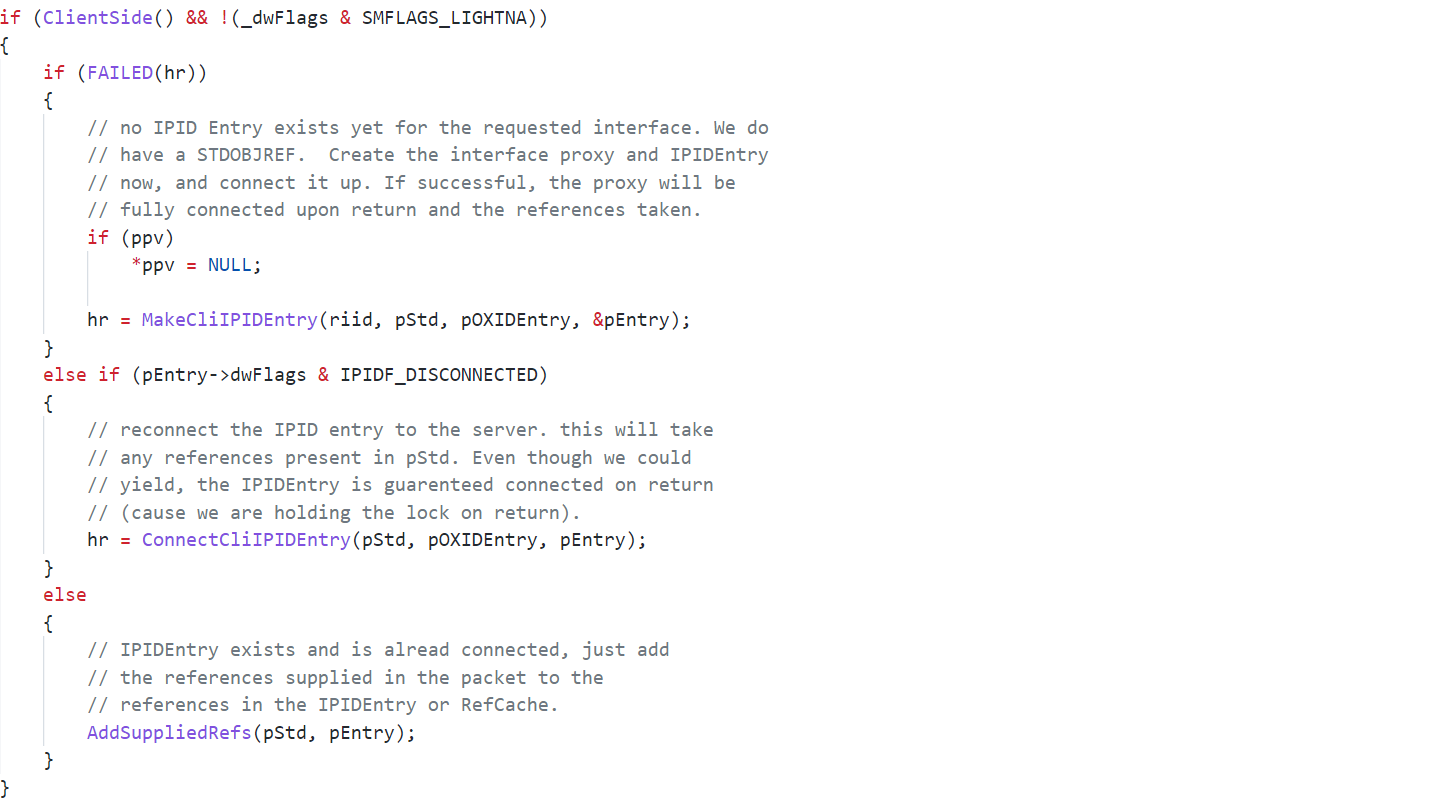 if (ClientSide() && !(_dwFlags & SMFLAGS_LIGHTNA))
{
    if (FAILED(hr))
    {
        // no IPID Entry exists yet for the requested interface. We do
        // have a STDOBJREF.  Create the interface proxy and IPIDEntry
        // now, and connect it up. If successful, the proxy will be
        // fully connected upon return and the references taken.
        if (ppv)
            *ppv = NULL;

        hr = MakeCliIPIDEntry(riid, pStd, pOXIDEntry, &pEntry);
    }
    else if (pEntry->dwFlags & IPIDF_DISCONNECTED)
    {
        // reconnect the IPID entry to the server. this will take
        // any references present in pStd. Even though we could
        // yield, the IPIDEntry is guarenteed connected on return
        // (cause we are holding the lock on return).
        hr = ConnectCliIPIDEntry(pStd, pOXIDEntry, pEntry);
    }
    else
    {
        // IPIDEntry exists and is alread connected, just add
        // the references supplied in the packet to the
        // references in the IPIDEntry or RefCache.
        AddSuppliedRefs(pStd, pEntry);
    }
}